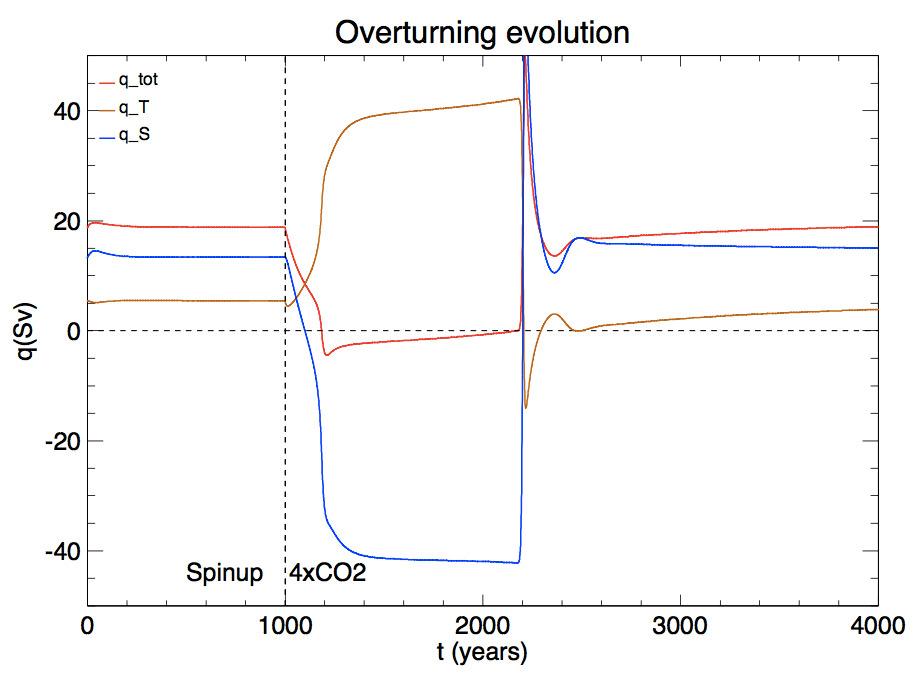 Overturning evolution
q_tot
q_T
q_S
40
20
0
-20
-40
q(Sv)
Spinup
4xCO2
0
1000
2000
3000
4000
t (years)